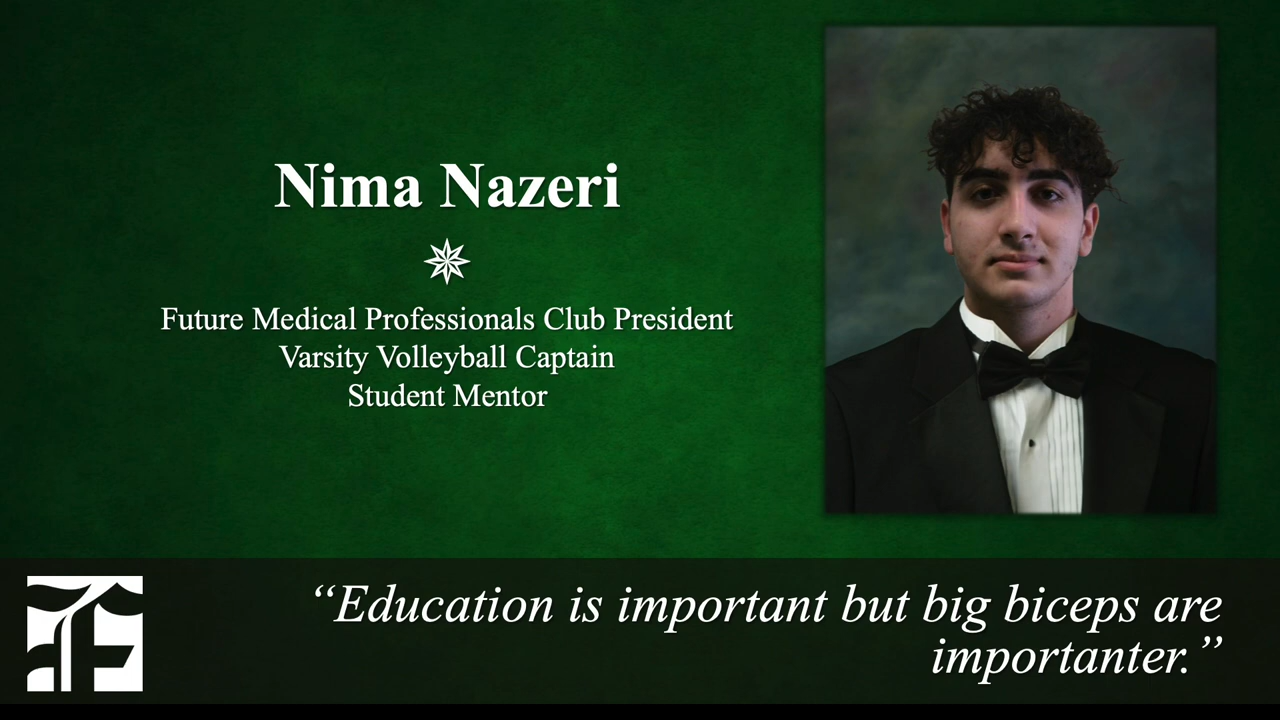 Nima Nazeri
Future Medical Professionals Club President
Varsity Volleyball Captain
Student Mentor
“Education is important but big biceps are
importanter.”